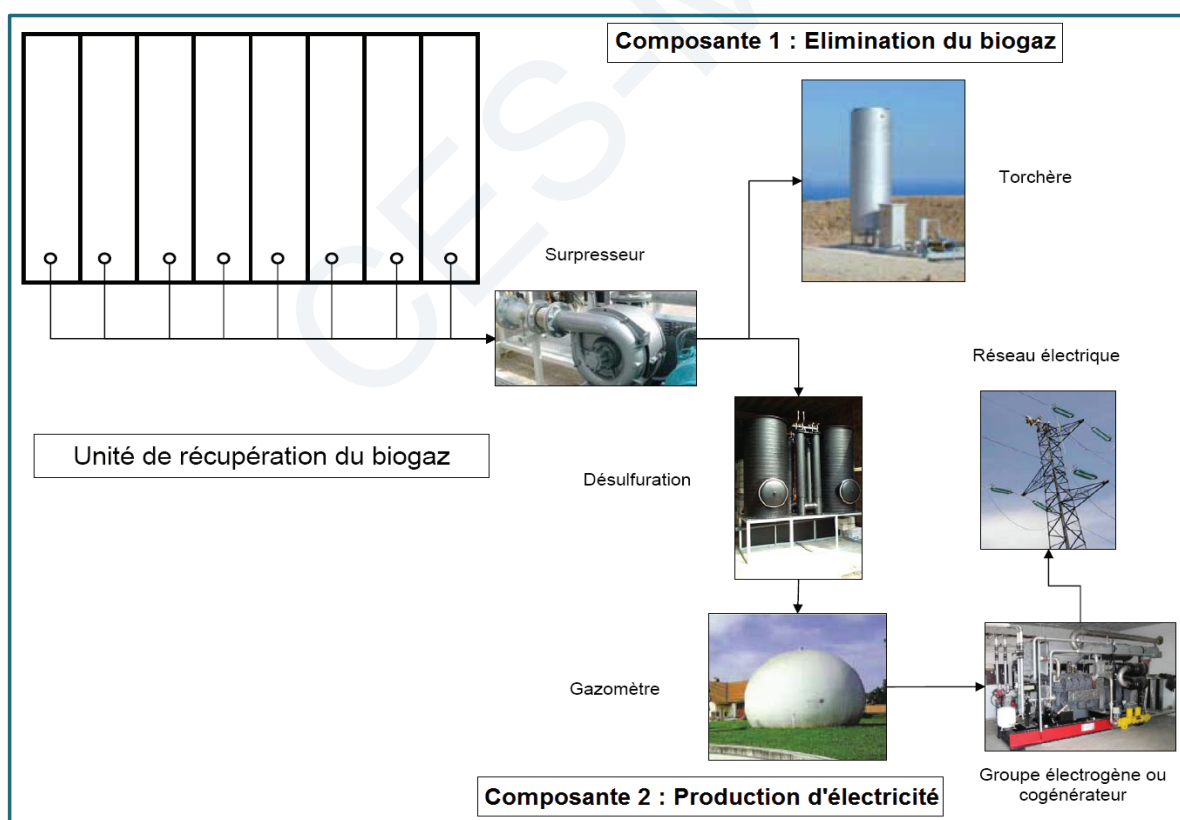 Composante 1 : Elimination du biogaz
Torchère
Surpresseur
Réseau électrique
Unité de récupération du biogaz
Désulfuration
Gazomètre
Groupe électrogène ou
cogénérateur
Composante 2 : Production d'électricité